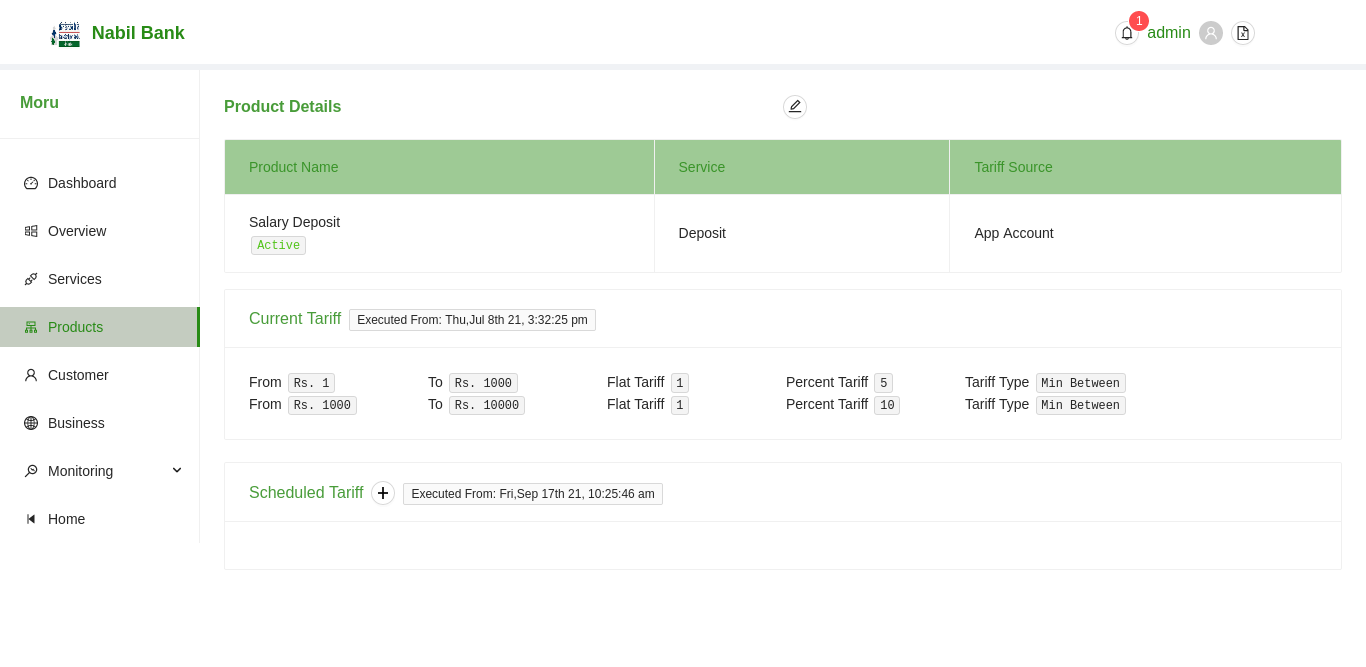 Nabil Bank
1
admin
Moru
Dashboard
Overview
Services
Products
Customer
Business
Monitoring
Home
Product Details
Product Name Service Tariff Source
Salary Deposit
Active
Deposit
App Account
Current Tariff Executed From: Thu,Jul 8th 21, 3:32:25 pm
From Rs. 1 To Rs. 1000 Flat Tariff 1 Percent Tariff 5 Tariff Type Min Between
From Rs. 1000 To Rs. 10000 Flat Tariff 1 Percent Tariff 10 Tariff Type Min Between
Scheduled Tariff Executed From: Fri,Sep 17th 21, 10:25:46 am